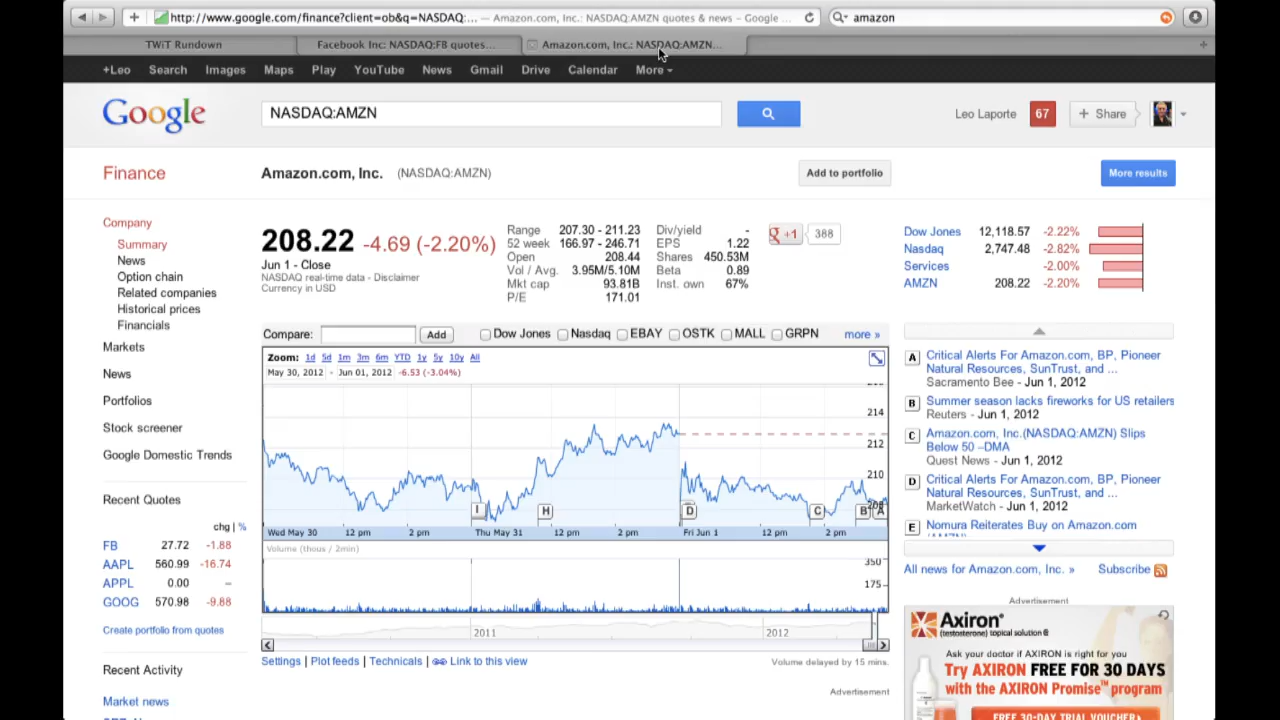 http://www.google.com/finance?client=ob&q=NASDAQ:... — Amazon.com, Inc.: NASDAQ:AMZN quotes & news – Google ...
amazon
TWiT Rundown
Facebook Inc: NASDAQ:FB quotes...
Amazon.com, Inc.: NASDAQ:AMZN...
+Leo Search Images Maps Play YouTube News Gmail Drive Calendar More
Google
NASDAQ:AMZN
Leo Laporte 67 + Share
Finance
Amazon.com, Inc. (NASDAQ:AMZN)
Add to portfolio
More results
Company
Summary
News
Option chain
Related companies
Historical prices
Financials
Markets
News
Portfolios
Stock screener
Google Domestic Trends
Recent Quotes
chg | %
FB 27.72 -1.88
AAPL 560.99 -16.74
APPL 0.00 –
GOOG 570.98 -9.88
Create portfolio from quotes
Recent Activity
Market news
208.22 -4.69 (-2.20%)
Jun 1 - Close
NASDAQ real-time data - Disclaimer
Currency in USD
Range 207.30 - 211.23
52 week 166.97 - 246.71
Open 208.44
Vol / Avg. 3.95M/5.10M
Mkt cap 93.81B
P/E 171.01
Div/yield -
EPS 1.22
Shares 450.53M
Beta 0.89
Inst. own 67%
g +1 388
Dow Jones 12,118.57 -2.22%
Nasdaq 2,747.48 -2.82%
Services -2.00%
AMZN 208.22 -2.20%
Compare: Add Dow Jones Nasdaq EBAY OSTK MALL GRPN more »
Zoom: 1d 5d 1m 3m 6m YTD 1y 5y 10y All
May 30, 2012 - Jun 01, 2012 -6.53 (-3.04%)
214
212
210
I H D C B A
Wed May 30 12 pm 2 pm Thu May 31 12 pm 2 pm Fri Jun 1 12 pm 2 pm
Volume (thous / 2min)
350
175
2011 2012
Settings | Plot feeds | Technicals | Link to this view
Volume delayed by 15 mins.
Advertisement
A Critical Alerts For Amazon.com, BP, Pioneer
Natural Resources, SunTrust, and ...
Sacramento Bee - Jun 1, 2012
B Summer season lacks fireworks for US retailers
Reuters - Jun 1, 2012
C Amazon.com, Inc.(NASDAQ:AMZN) Slips
Below 50 –DMA
Quest News - Jun 1, 2012
D Critical Alerts For Amazon.com, BP, Pioneer
Natural Resources, SunTrust, and ...
MarketWatch - Jun 1, 2012
E Nomura Reiterates Buy on Amazon.com
All news for Amazon.com, Inc. » Subscribe
Advertisement
Axiron®
(testosterone) topical solution
Ask your doctor if AXIRON is right for you
Try AXIRON FREE FOR 30 DAYS
with the AXIRON Promise™ program
FREE 30-DAY TRIAL VOUCHER